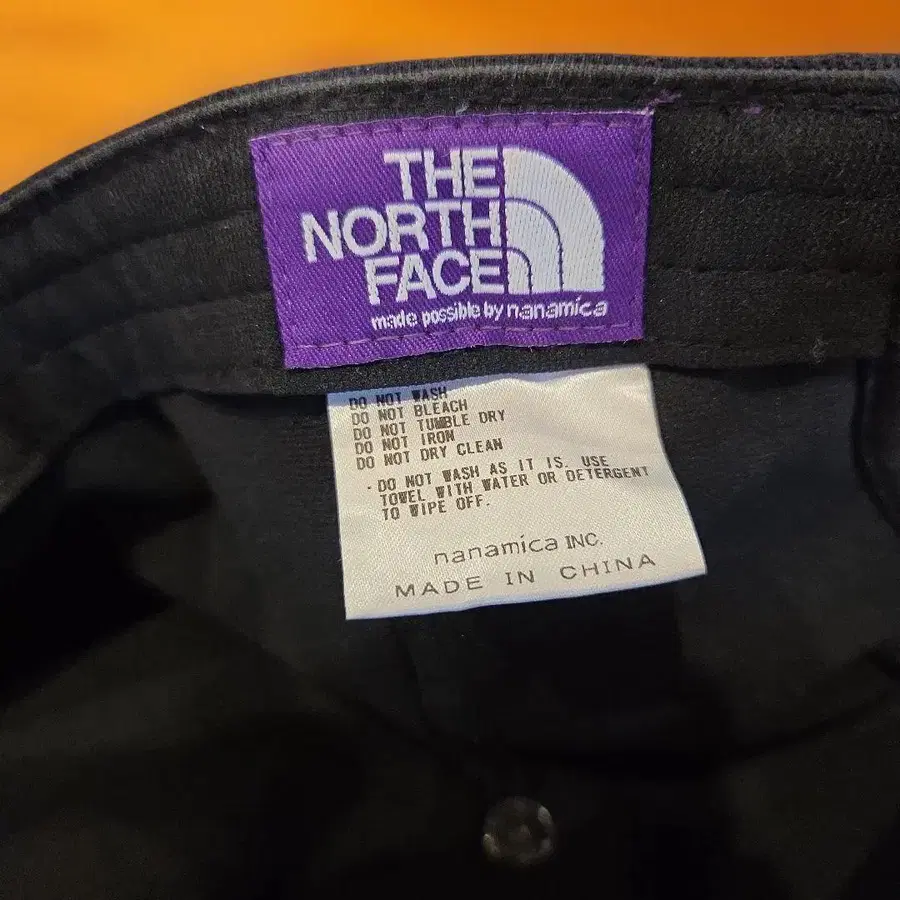 THE
NORTH
FACE
made possible by nanamica
DO NOT WASH
DO NOT BLEACH
DO NOT TUMBLE DRY
DO NOT IRON
DO NOT DRY CLEAN
・DO NOT WASH AS IT IS. USE
TOWEL WITH WATER OR DETERGENT
TO WIPE OFF.
nanamica INC.
MADE IN CHINA